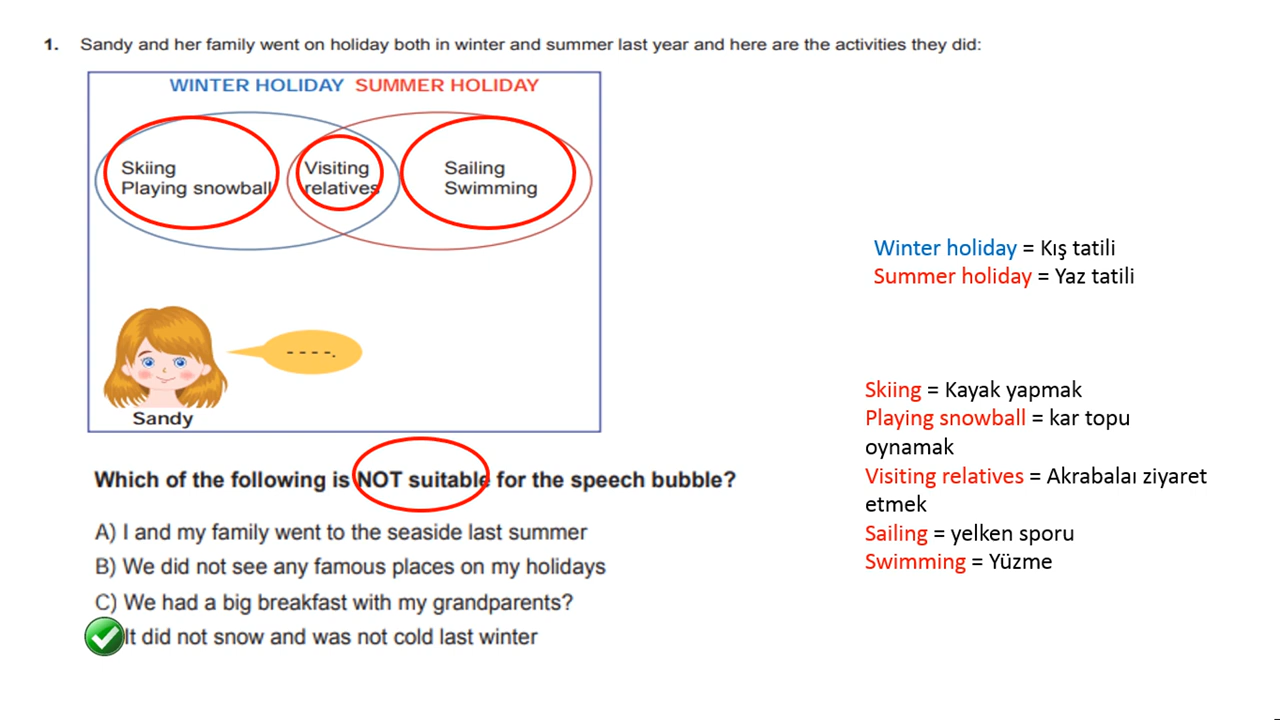 1. Sandy and her family went on holiday both in winter and summer last year and here are the activities they did:
WINTER HOLIDAY SUMMER HOLIDAY
Skiing
Playing snowball
Visiting
relatives
Sailing
Swimming
----.
Sandy
Which of the following is NOT suitable for the speech bubble?
A) I and my family went to the seaside last summer
B) We did not see any famous places on my holidays
C) We had a big breakfast with my grandparents?
It did not snow and was not cold last winter
Winter holiday = Kış tatili
Summer holiday = Yaz tatili
Skiing = Kayak yapmak
Playing snowball = kar topu
oynamak
Visiting relatives = Akrabalaı ziyaret
etmek
Sailing = yelken sporu
Swimming = Yüzme